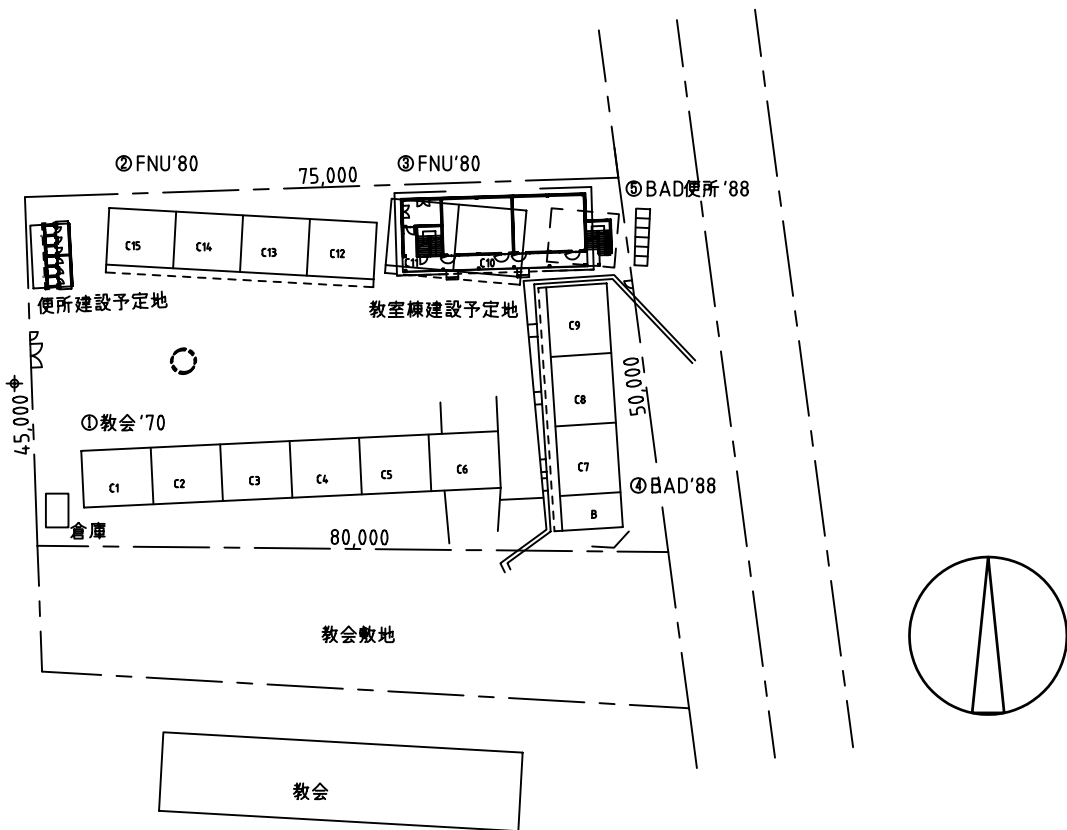 ②FNU'80
75,000
③FNU'80
⑤BAD便所'88
C15
C14
C13
C12
C11
C10
便所建設予定地
教室棟建設予定地
C9
C8
C7
B
50,000
45,000
①教会'70
C1
C2
C3
C4
C5
C6
④BAD'88
倉庫
80,000
教会敷地
教会